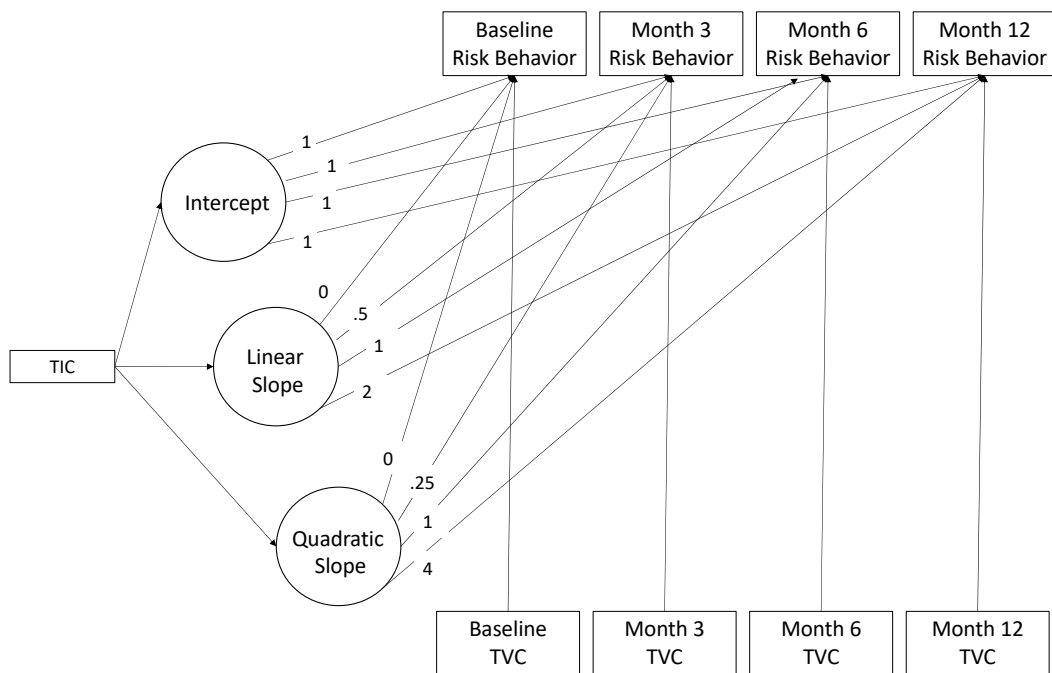 Baseline
Risk Behavior
Month 3
Risk Behavior
Month 6
Risk Behavior
Month 12
Risk Behavior
1
1
1
1
Intercept
0
.5
1
2
Linear
Slope
TIC
0
.25
1
4
Quadratic
Slope
Baseline
TVC
Month 3
TVC
Month 6
TVC
Month 12
TVC